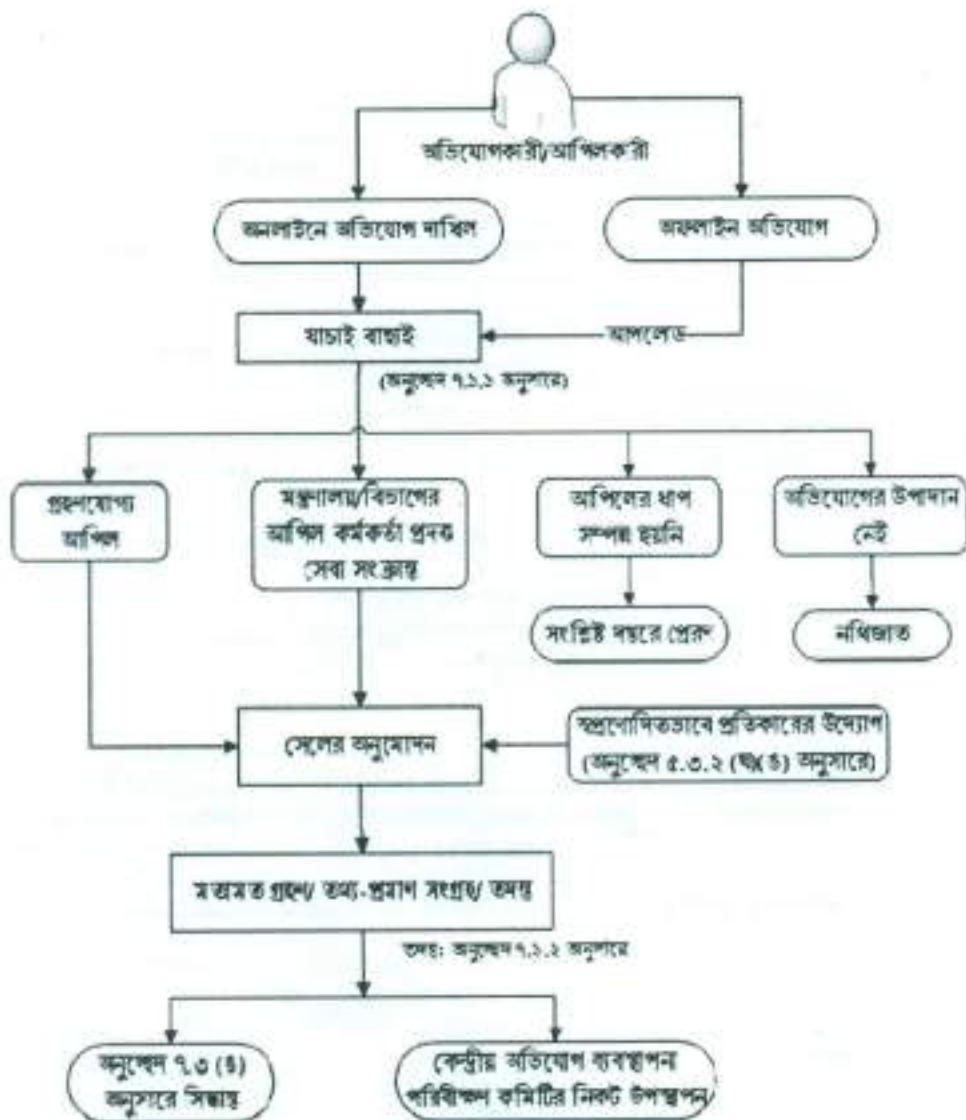 অভিযোগকারী/আপিলকারী
অনলাইনে অভিযোগ দাখিল
অফলাইন অভিযোগ
যাচাই বাছাই
আপলোড
(অনুচ্ছেদ ৭.১.১ অনুসারে)
গ্রহণযোগ্য
আপিল
মন্ত্রণালয়/বিভাগের
আপিল কর্মকর্তা প্রদত্ত
সেবা সংক্রান্ত
আপিলের ধাপ
সম্পন্ন হয়নি
অভিযোগের উপাদান
নেই
সংশ্লিষ্ট দপ্তরে প্রেরণ
নথিজাত
সেলের অনুমোদন
স্বপ্রণোদিতভাবে প্রতিকারের উদ্যোগ
(অনুচ্ছেদ ৫.৩.২ (ঘ)(ঙ) অনুসারে)
মতামত গ্রহণ/ তথ্য-প্রমাণ সংগ্রহ/ তদন্ত
তদন্ত: অনুচ্ছেদ ৭.১.২ অনুসারে
অনুচ্ছেদ ৭.৩ (ঙ)
অনুসারে সিদ্ধান্ত
কেন্দ্রীয় অভিযোগ ব্যবস্থাপনা
পরিবীক্ষণ কমিটির নিকট উপস্থাপন